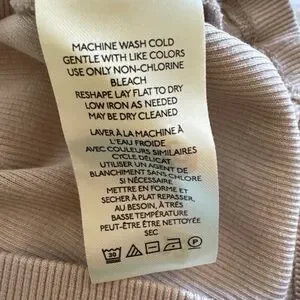 MACHINE WASH COLD
GENTLE WITH LIKE COLORS
USE ONLY NON-CHLORINE
BLEACH
RESHAPE LAY FLAT TO DRY
LOW IRON AS NEEDED
MAY BE DRY CLEANED
LAVER À LA MACHINE À
L'EAU FROIDE
AVEC COULEURS SIMILAIRES
CYCLE DÉLICAT
UTILISER UN AGENT DE
BLANCHIMENT SANS CHLORE
SI NÉCESSAIRE
METTRE EN FORME ET
SECHER À PLAT REPASSER,
AU BESOIN, À TRÈS
BASSE TEMPÉRATURE
PEUT-ÊTRE ÊTRE NETTOYÉE
SEC
30 P